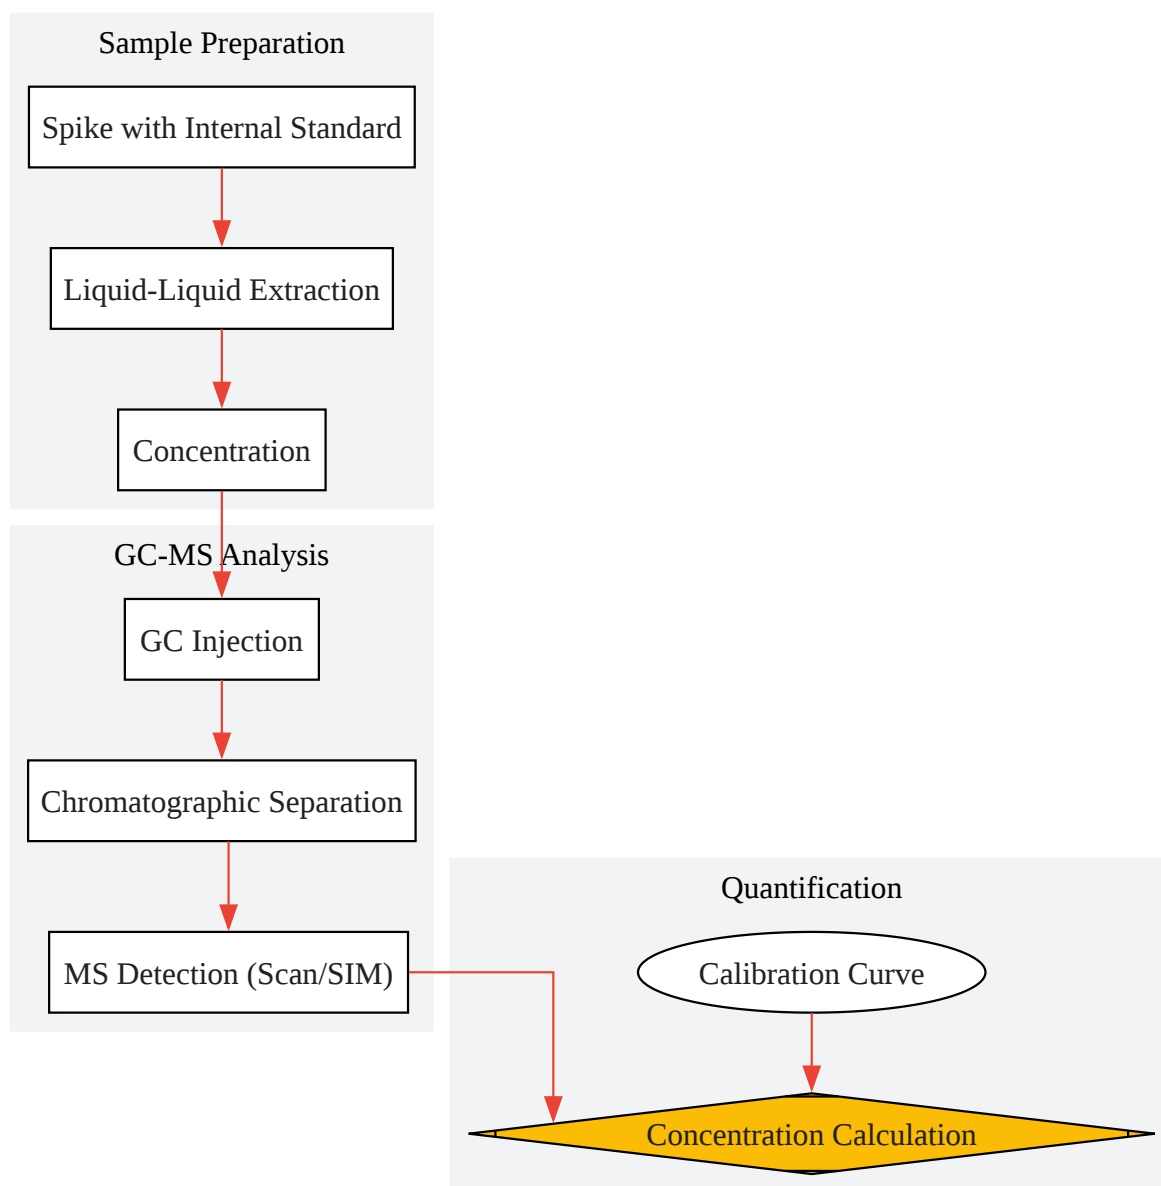 Sample Preparation
Spike with Internal Standard
Liquid-Liquid Extraction
Concentration
GC-MS Analysis
GC Injection
Chromatographic Separation
MS Detection (Scan/SIM)
Quantification
Calibration Curve
Concentration Calculation